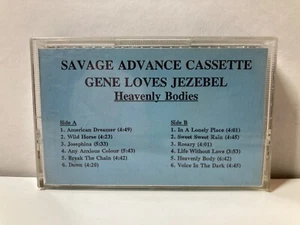 SAVAGE ADVANCE CASSETTE
GENE LOVES JEZEBEL
Heavenly Bodies
Side A
1. American Dreamer (4:49)
2. Wild Horse (4:23)
3. Josephina (5:33)
4. Any Anxious Colour (5:43)
5. Break The Chain (4:42)
6. Down (4:20)
Side B
1. In A Lonely Place (4:01)
2. Sweet Sweet Rain (4:45)
3. Rosary (4:01)
4. Life Without Love (3:53)
5. Heavenly Body (4:42)
6. Voice In The Dark (4:45)